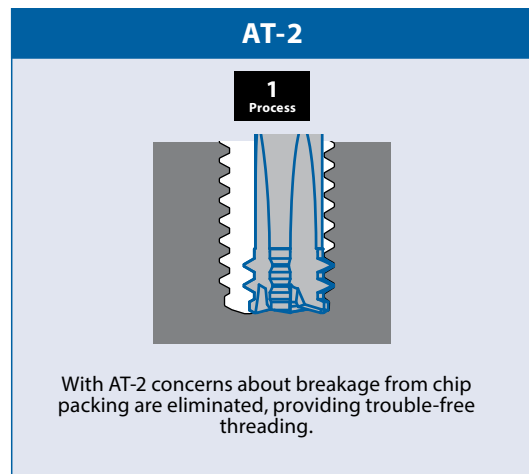 AT-2
1
Process
With AT-2 concerns about breakage from chip
packing are eliminated, providing trouble-free
threading.